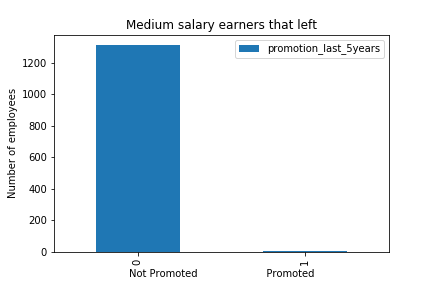 Medium salary earners that left
promotion_last_5years
Number of employees
1200
1000
800
600
400
200
0
0
1
Not Promoted
Promoted